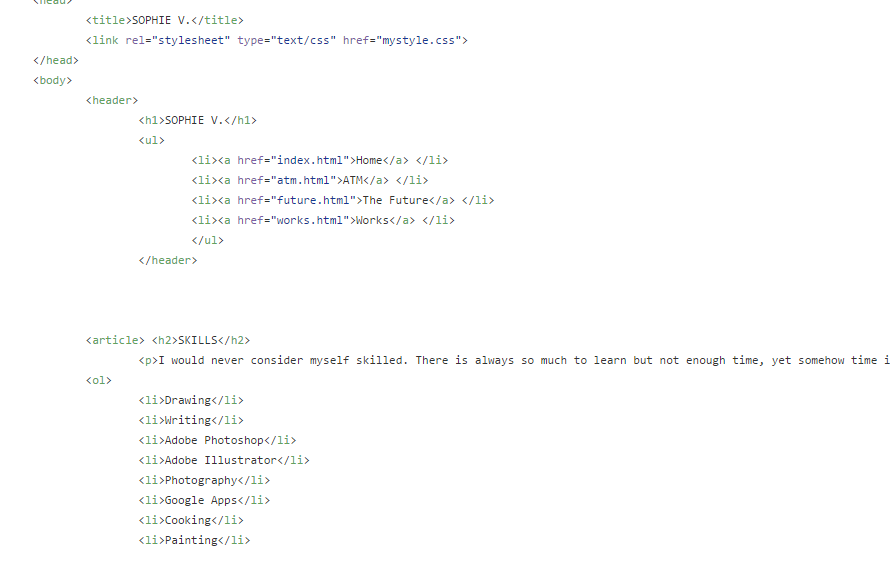 <head>
<title>SOPHIE V.</title>
<link rel="stylesheet" type="text/css" href="mystyle.css">
</head>
<body>
<header>
<h1>SOPHIE V.</h1>
<ul>
<li><a href="index.html">Home</a> </li>
<li><a href="atm.html">ATM</a> </li>
<li><a href="future.html">The Future</a> </li>
<li><a href="works.html">Works</a> </li>
</ul>
</header>
<article> <h2>SKILLS</h2>
<p>I would never consider myself skilled. There is always so much to learn but not enough time, yet somehow time i
<ol>
<li>Drawing</li>
<li>Writing</li>
<li>Adobe Photoshop</li>
<li>Adobe Illustrator</li>
<li>Photography</li>
<li>Google Apps</li>
<li>Cooking</li>
<li>Painting</li>